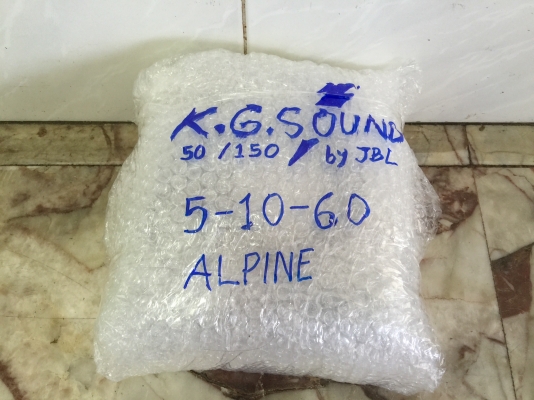 K.G.SOUND
50/150 by JBL
5-10-60
ALPINE